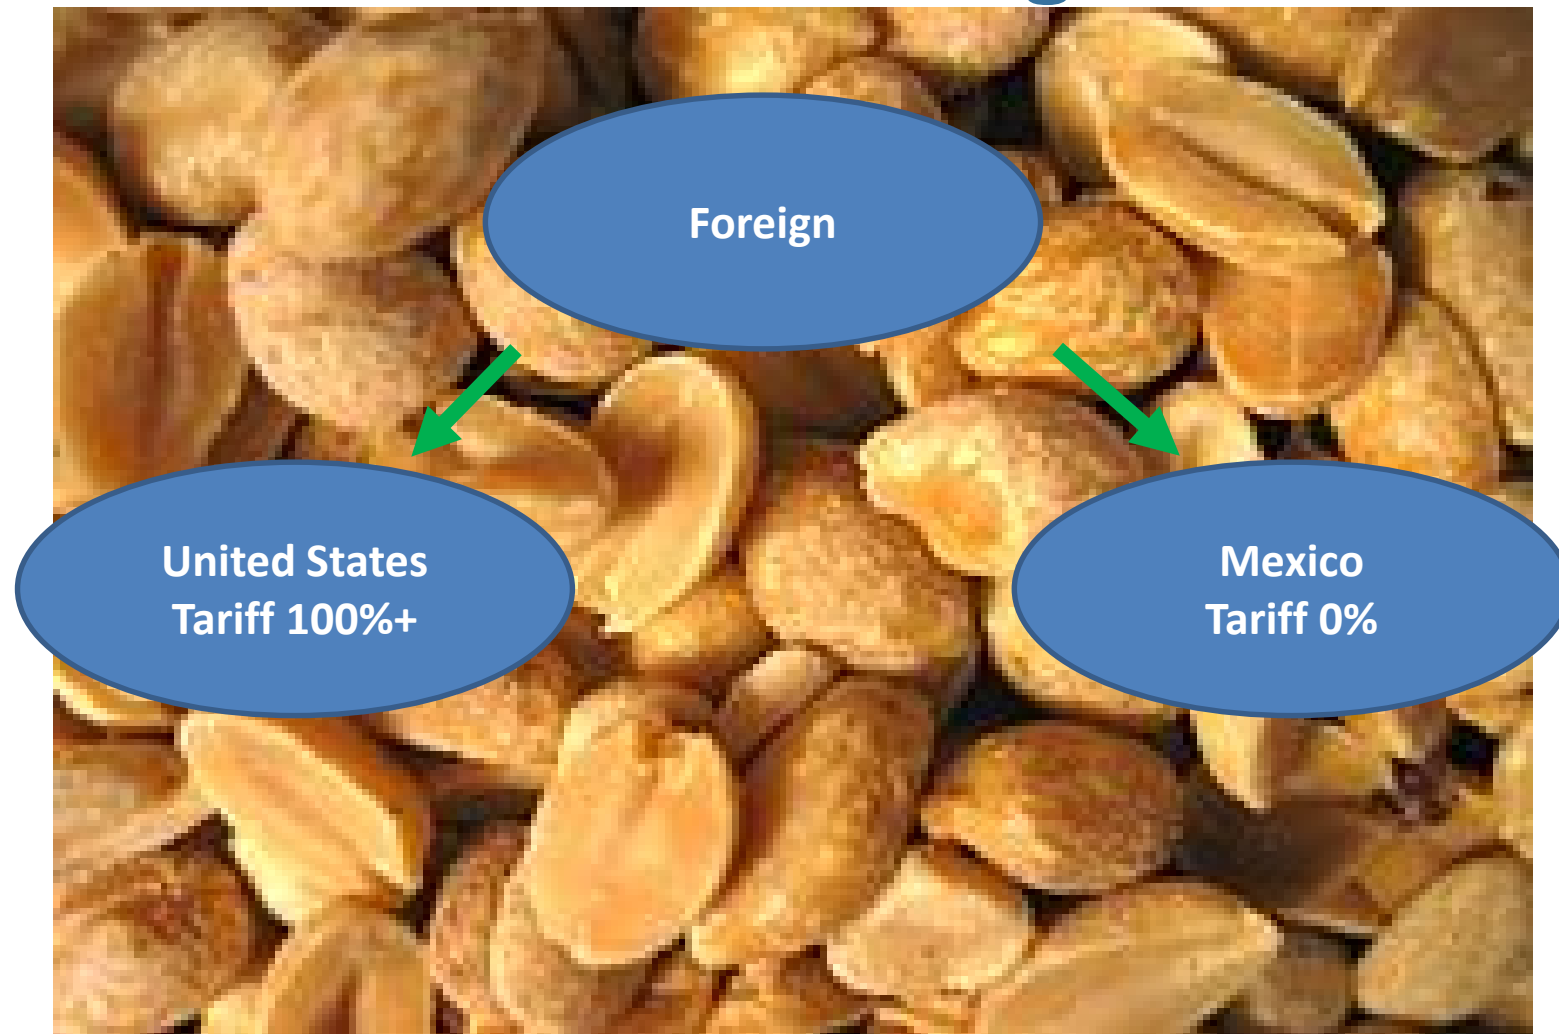 Foreign
United States
Tariff 100%+
Mexico
Tariff 0%